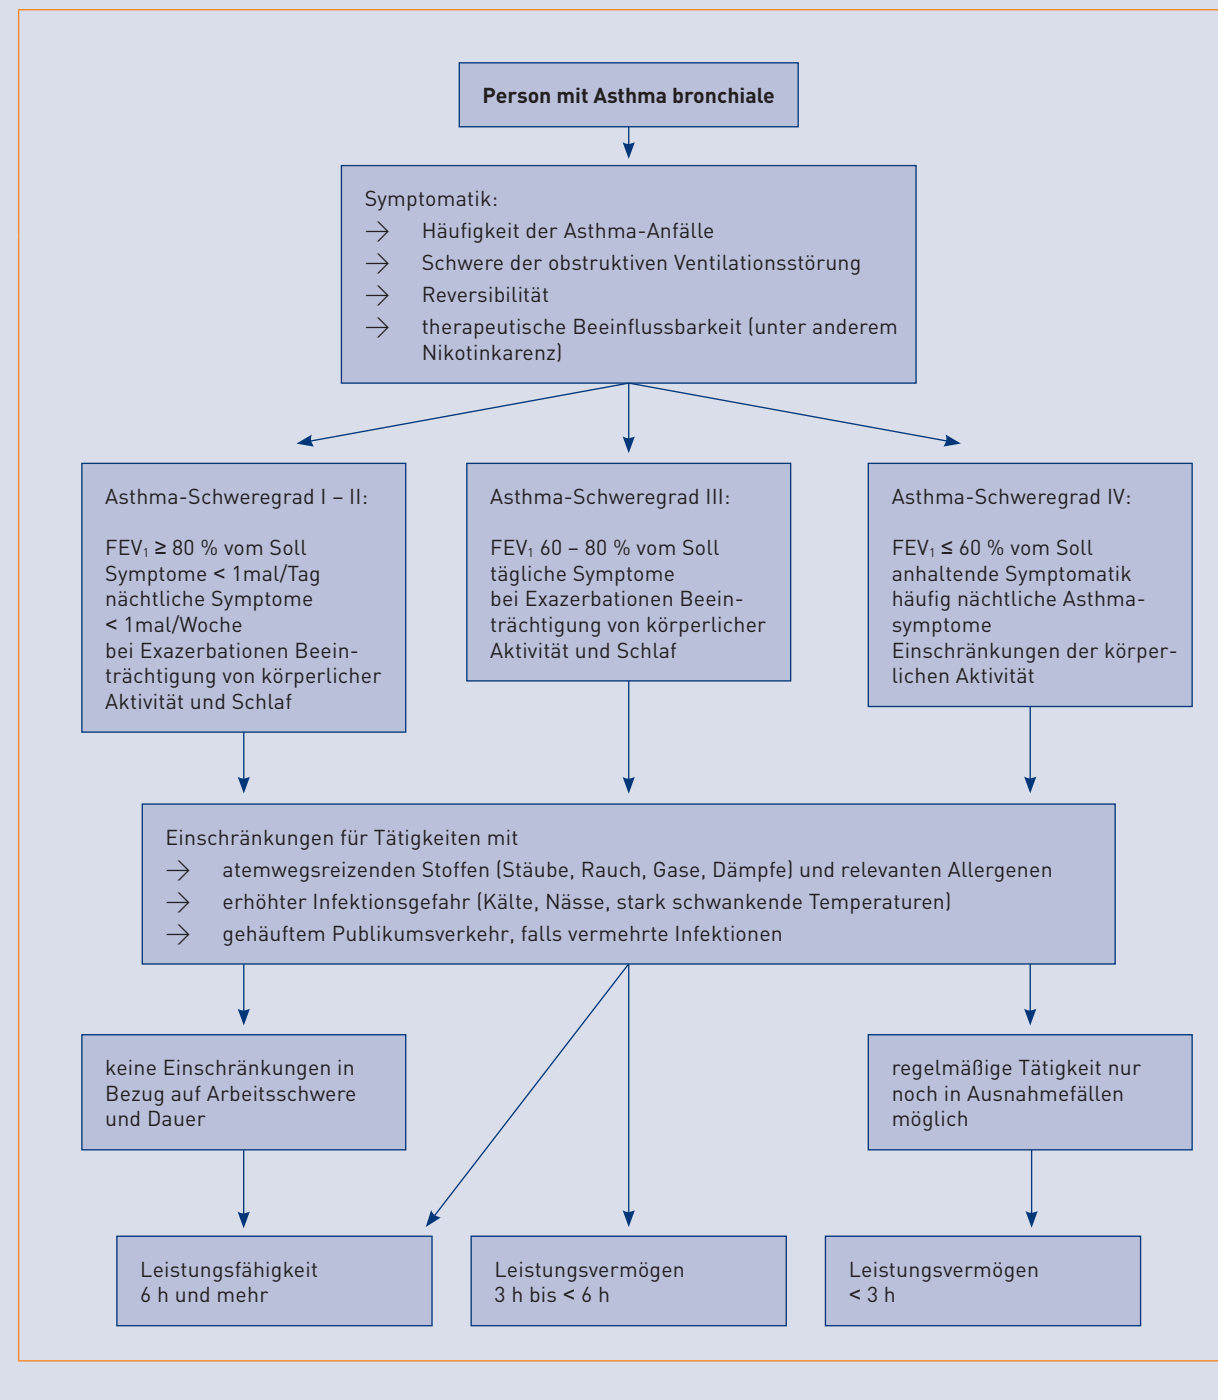 Person mit Asthma bronchiale
Symptomatik:
→ Häufigkeit der Asthma-Anfälle
→ Schwere der obstruktiven Ventilationsstörung
→ Reversibilität
→ therapeutische Beeinflussbarkeit (unter anderem
Nikotinkarenz)
Asthma-Schweregrad I – II:
FEV₁ ≥ 80 % vom Soll
Symptome < 1mal/Tag
nächtliche Symptome
< 1mal/Woche
bei Exazerbationen Beein-
trächtigung von körperlicher
Aktivität und Schlaf
Asthma-Schweregrad III:
FEV₁ 60 – 80 % vom Soll
tägliche Symptome
bei Exazerbationen Beein-
trächtigung von körperlicher
Aktivität und Schlaf
Asthma-Schweregrad IV:
FEV₁ ≤ 60 % vom Soll
anhaltende Symptomatik
häufig nächtliche Asthma-
symptome
Einschränkungen der körper-
lichen Aktivität
Einschränkungen für Tätigkeiten mit
→ atemwegsreizenden Stoffen (Stäube, Rauch, Gase, Dämpfe) und relevanten Allergenen
→ erhöhter Infektionsgefahr (Kälte, Nässe, stark schwankende Temperaturen)
→ gehäuftem Publikumsverkehr, falls vermehrte Infektionen
keine Einschränkungen in
Bezug auf Arbeitsschwere
und Dauer
regelmäßige Tätigkeit nur
noch in Ausnahmefällen
möglich
Leistungsfähigkeit
6 h und mehr
Leistungsvermögen
3 h bis < 6 h
Leistungsvermögen
< 3 h